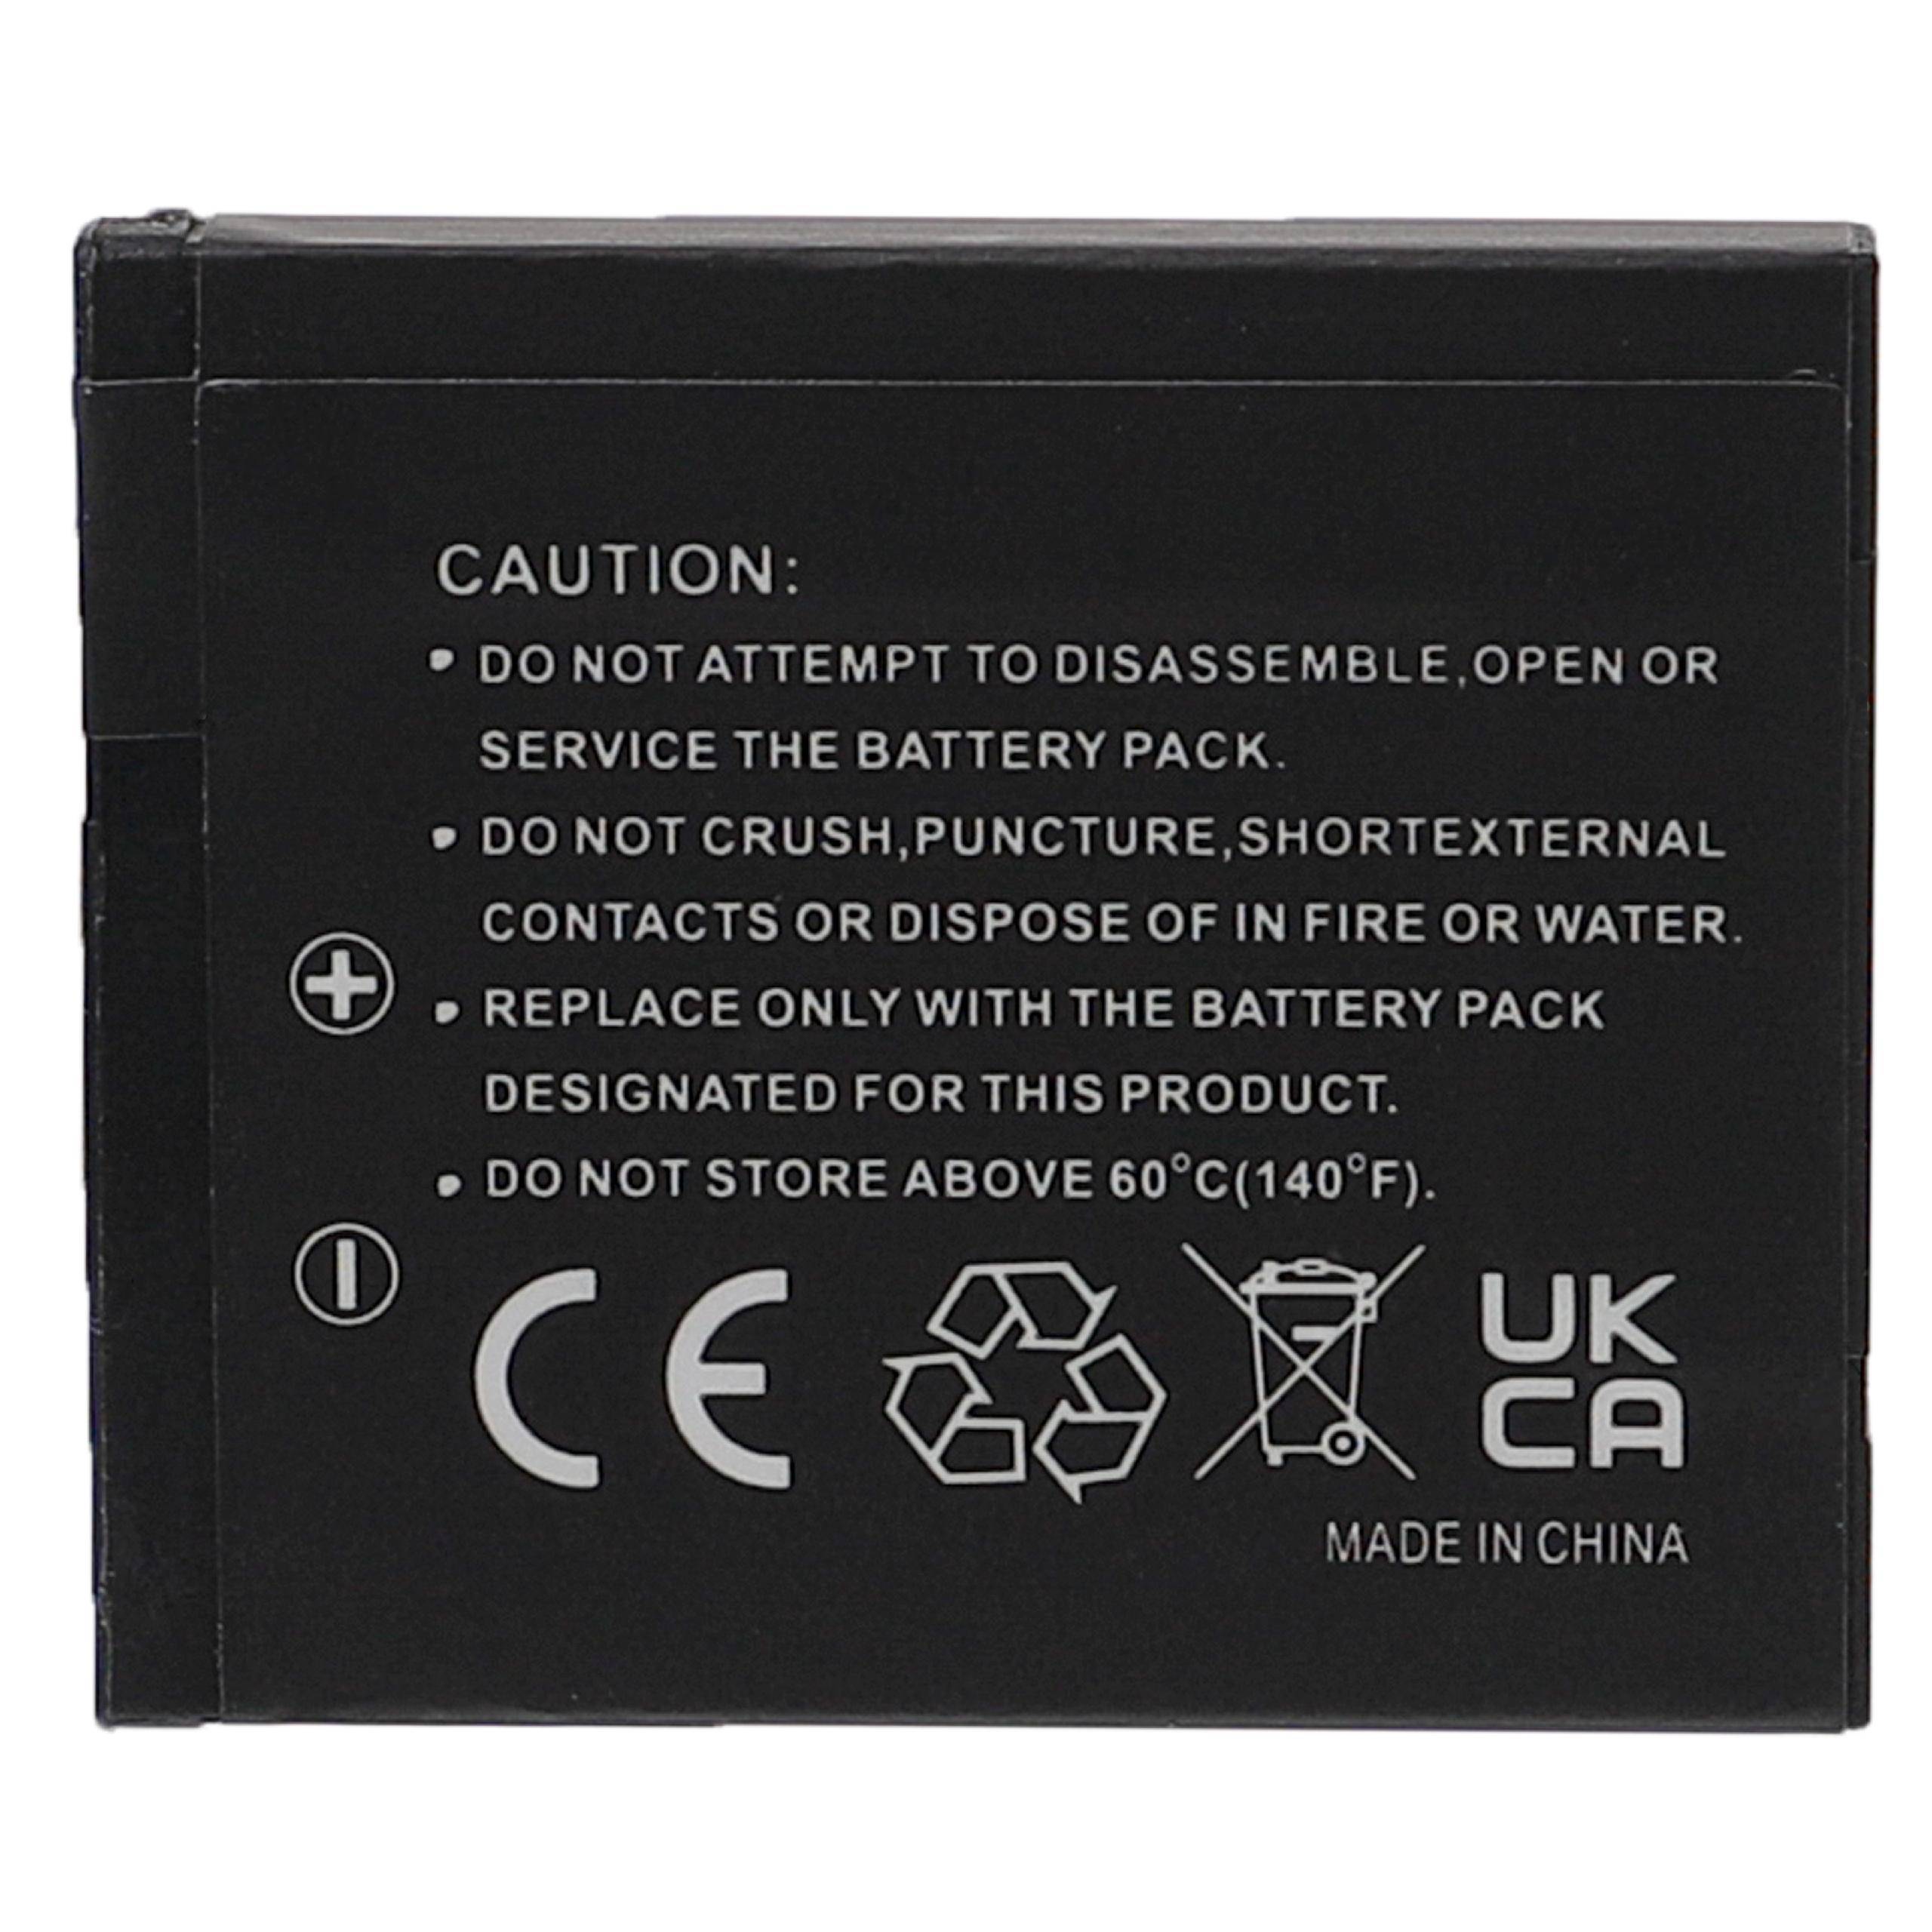 CAUTION:
• DO NOT ATTEMPT TO DISASSEMBLE,OPEN OR
SERVICE THE BATTERY PACK.
• DO NOT CRUSH,PUNCTURE,SHORTEXTERNAL
CONTACTS OR DISPOSE OF IN FIRE OR WATER.
• REPLACE ONLY WITH THE BATTERY PACK
DESIGNATED FOR THIS PRODUCT.
• DO NOT STORE ABOVE 60°C(140°F).
CE
UK
CA
MADE IN CHINA